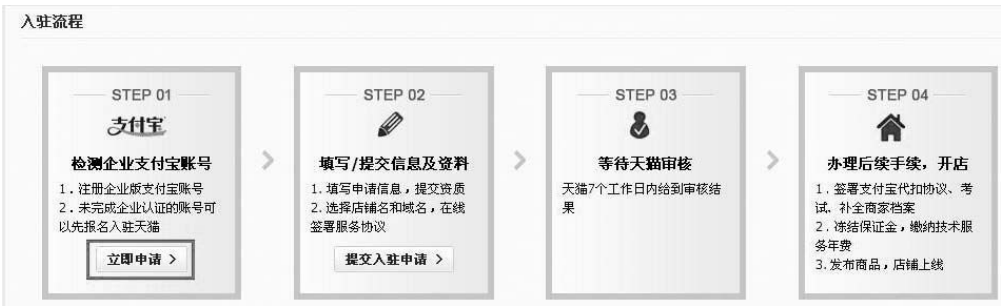 入驻流程
STEP 01
支付宝
检测企业支付宝账号
1．注册企业版支付宝账号
2．未完成企业认证的账号可
以先报名入驻天猫
立即申请 >
STEP 02
填写/提交信息及资料
1．填写申请信息，提交资质
2．选择店铺名和域名，在线
签署服务协议
提交入驻申请 >
STEP 03
等待天猫审核
天猫7个工作日内给到审核结
果
STEP 04
办理后续手续，开店
1．签署支付宝代扣协议、考
试、补全商家档案
2．冻结保证金，缴纳技术服
务年费
3．发布商品，店铺上线